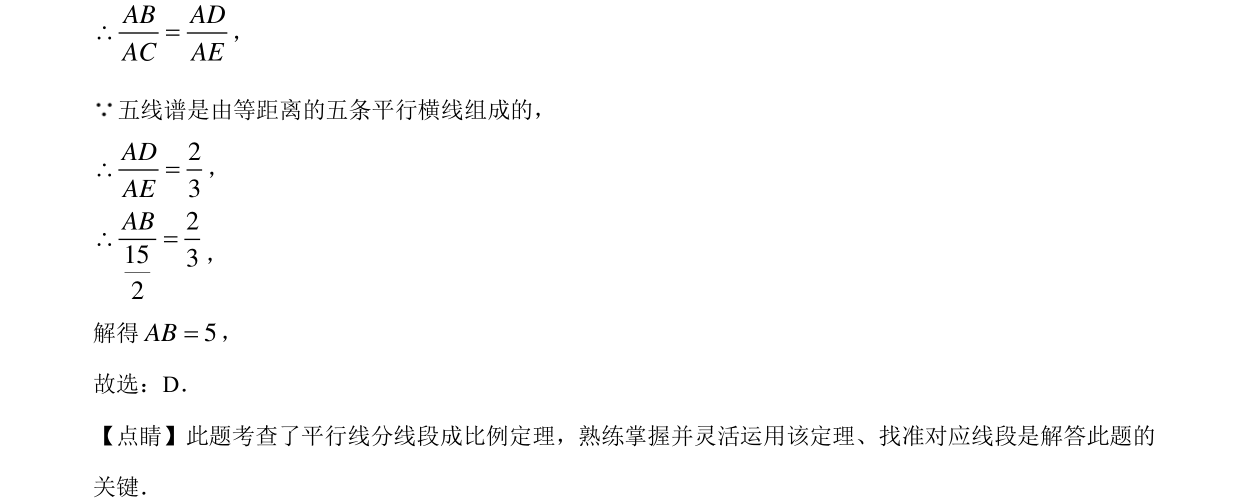 ∴AB/AC=AD/AE，
∵五线谱是由等距离的五条平行横线组成的，
∴AD/AE=2/3，
∴AB/(15/2)=2/3，
解得AB=5，
故选：D．
【点睛】此题考查了平行线分线段成比例定理，熟练掌握并灵活运用该定理、找准对应线段是解答此题的
关键．